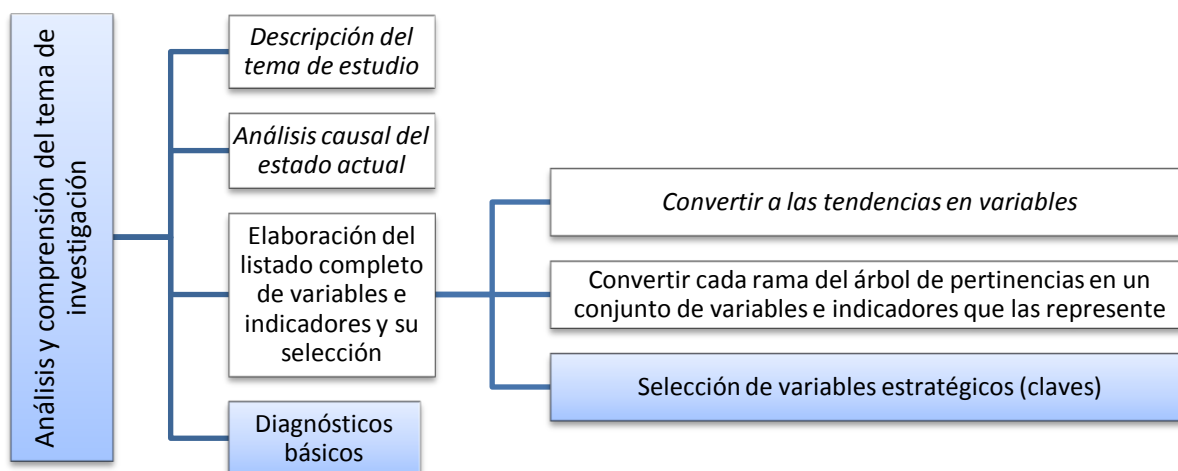 Análisis y comprensión del tema de
investigación
Descripción del
tema de estudio
Análisis causal del
estado actual
Elaboración del
listado completo
de variables e
indicadores y su
selección
Diagnósticos
básicos
Convertir a las tendencias en variables
Convertir cada rama del árbol de pertinencias en un
conjunto de variables e indicadores que las represente
Selección de variables estratégicos (claves)